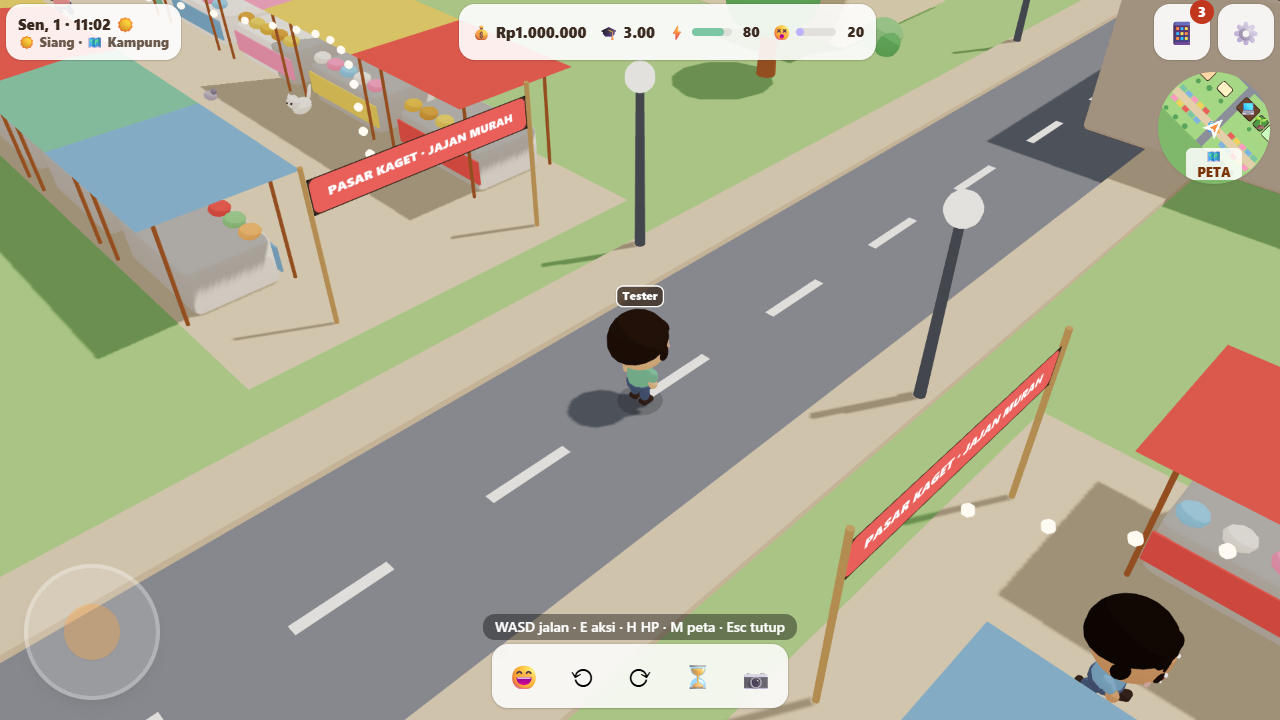 Sen, 1 · 11:02
Siang · Kampung
Rp1.000.000
3.00
80
20
3
PETA
PASAR KAGET · JAJAN MURAH
Tester
PASAR KAGET · JAJAN MURAH
WASD jalan · E aksi · H HP · M peta · Esc tutup